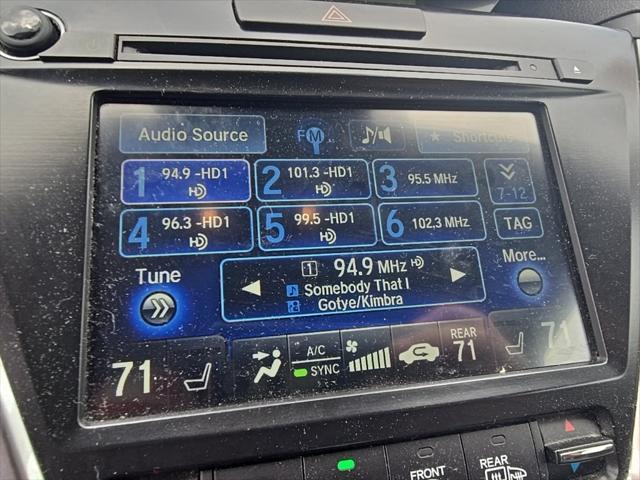 Audio Source FM Shortcuts
1 94.9 -HD1 HD 2 101.3 -HD1 HD 3 95.5 MHz 7-12
4 96.3 -HD1 HD 5 99.5 -HD1 HD 6 102.3 MHz TAG
Tune 1 94.9 MHz HD More...
Somebody That I
Gotye/Kimbra
71 A/C SYNC REAR 71 71
FRONT REAR